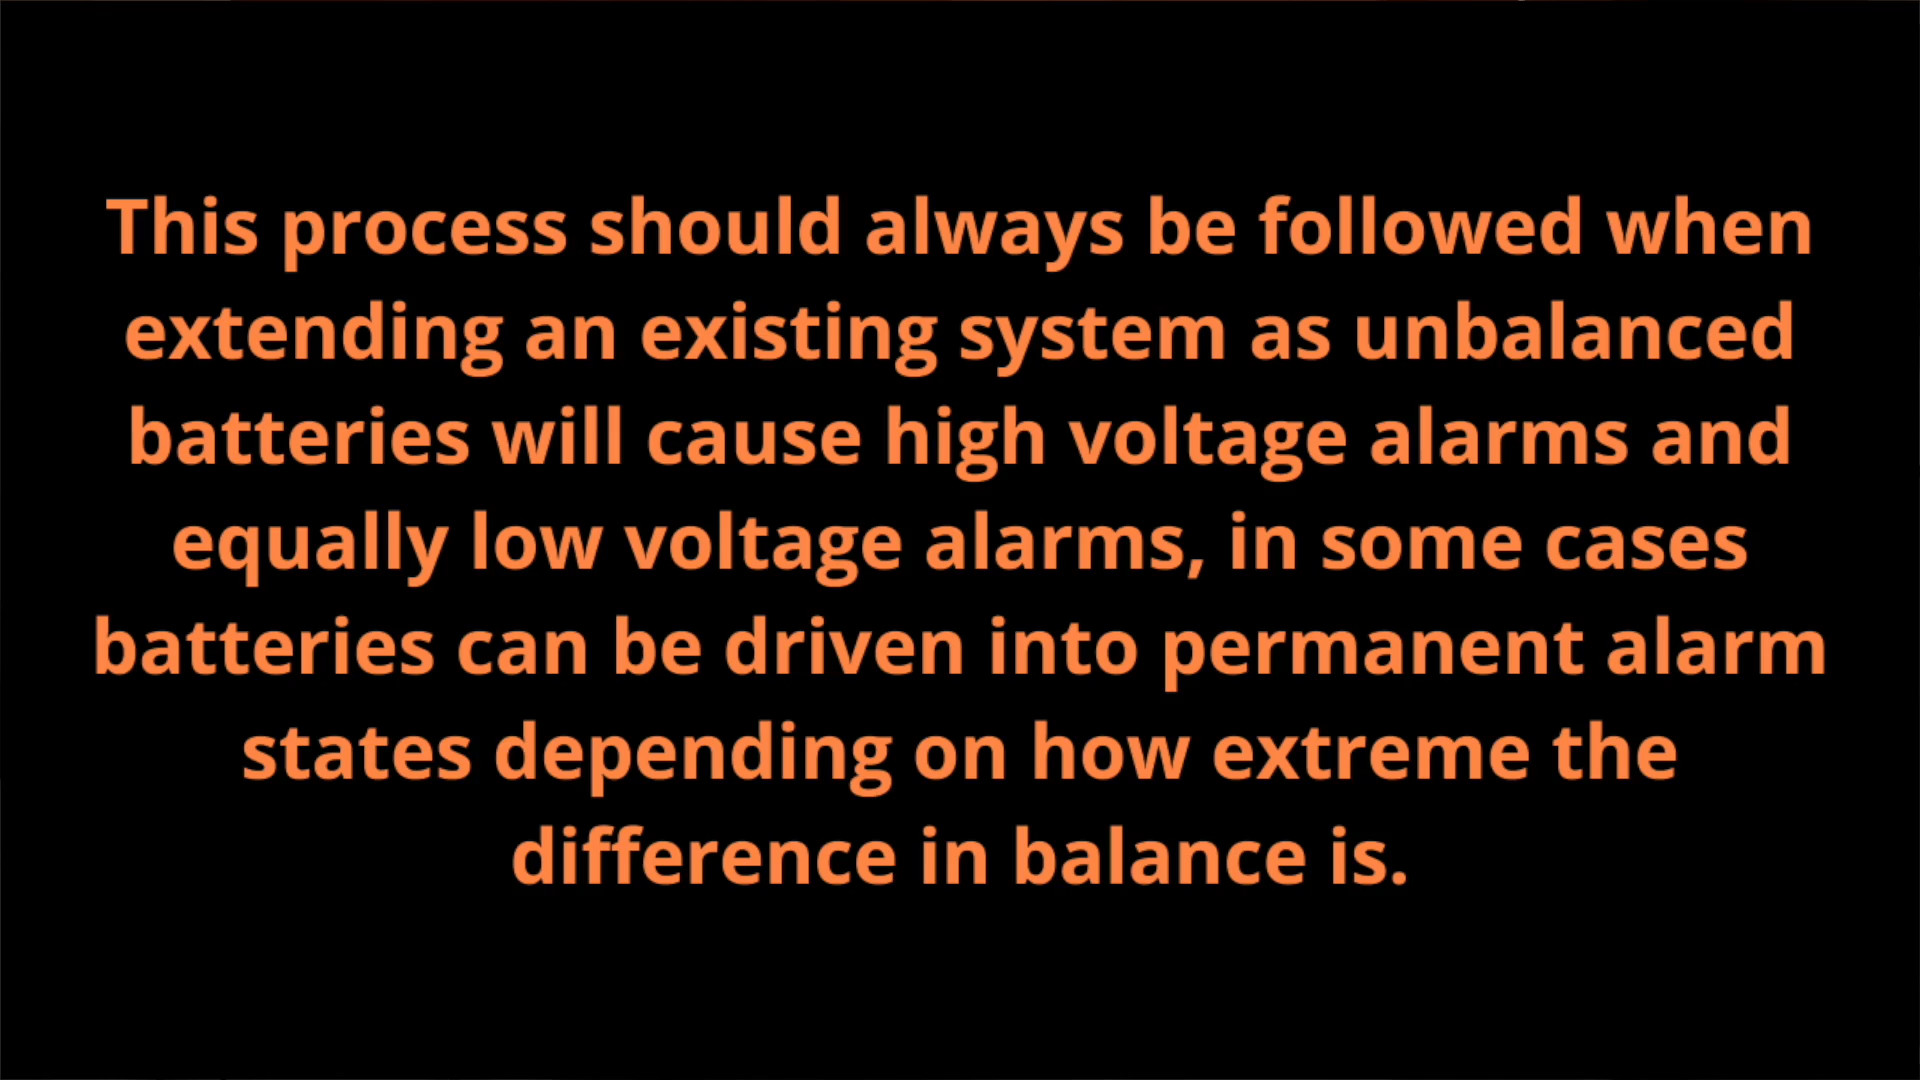 This process should always be followed when
extending an existing system as unbalanced
batteries will cause high voltage alarms and
equally low voltage alarms, in some cases
batteries can be driven into permanent alarm
states depending on how extreme the
difference in balance is.